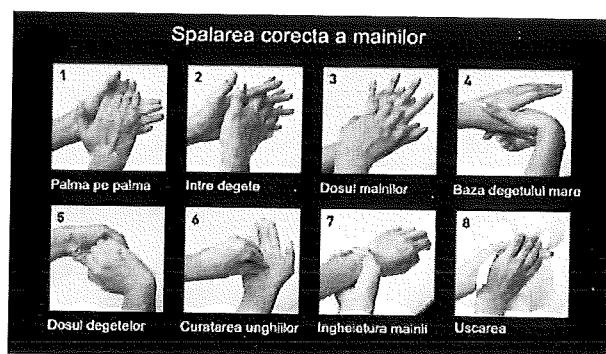 Spalarea corecta a mainilor
1
2
3
4
Palma pe palma
Intre degete
Dosul mainilor
Baza degetului mare
5
6
7
8
Dosul degetelor
Curatarea unghiilor
Ingheietura mainii
Uscarea